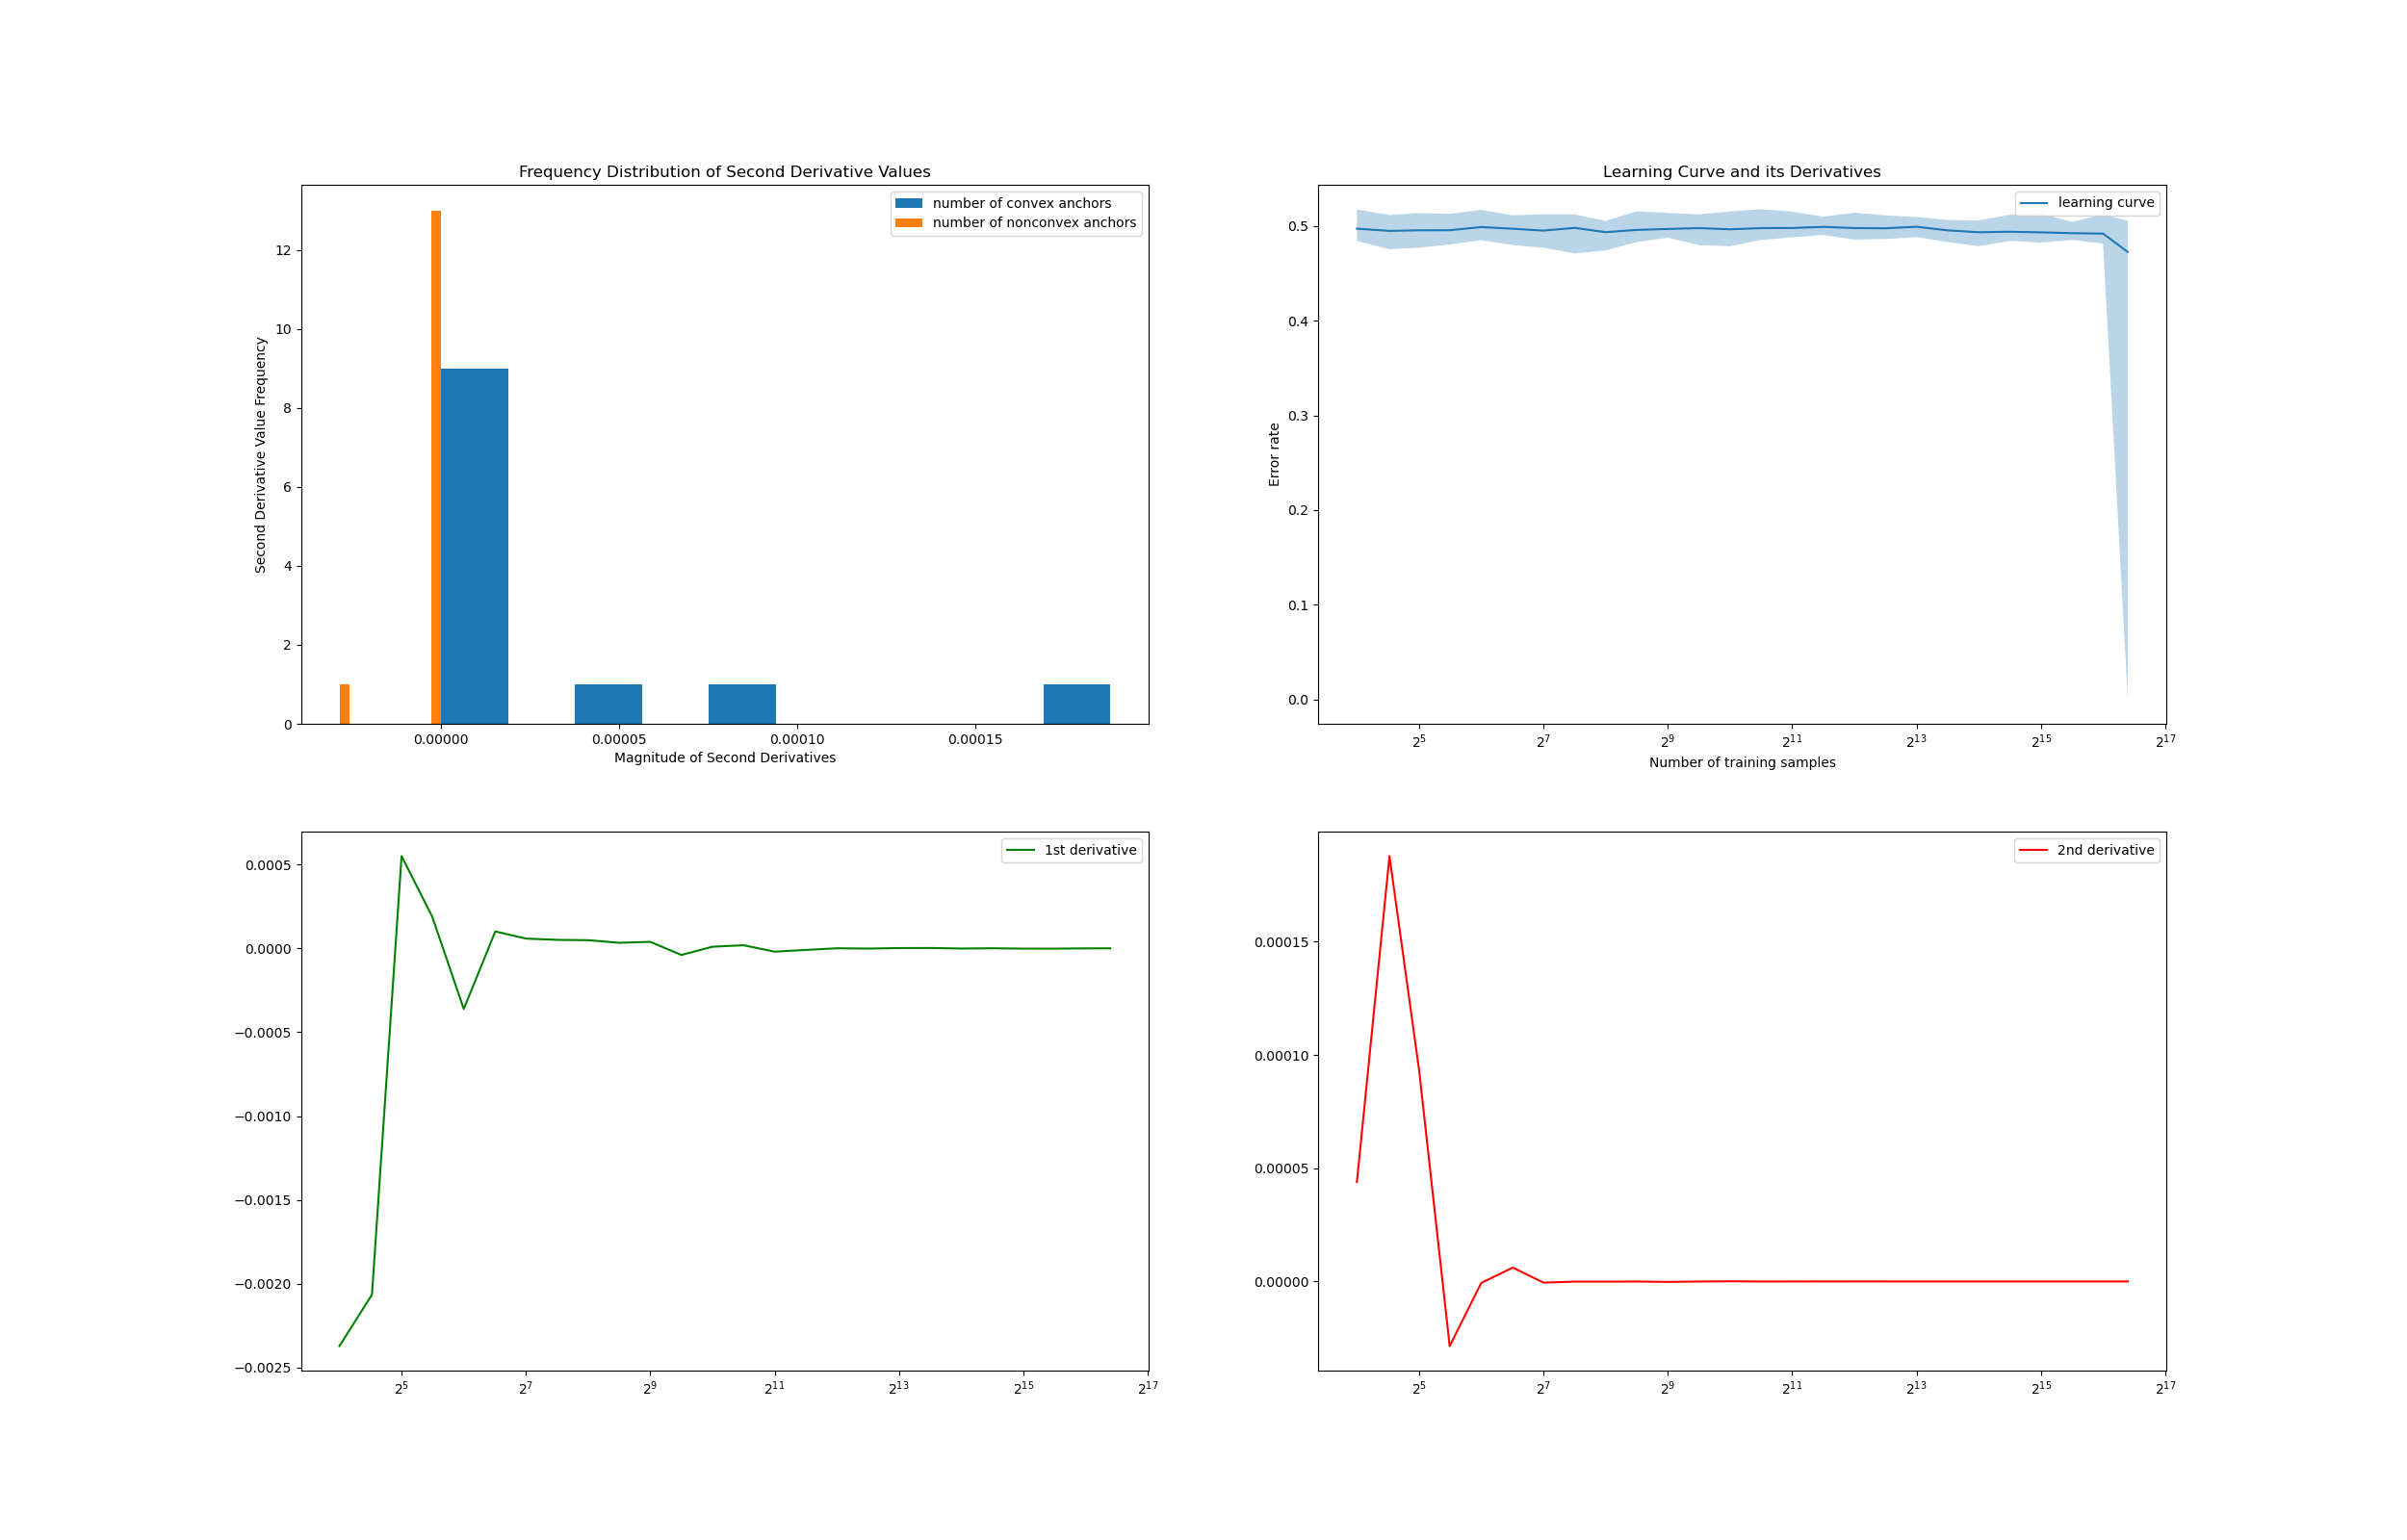 Frequency Distribution of Second Derivative Values
number of convex anchors
number of nonconvex anchors
Second Derivative Value Frequency
12
10
8
6
4
2
0
0.00000 0.00005 0.00010 0.00015
Magnitude of Second Derivatives
Learning Curve and its Derivatives
learning curve
Error rate
0.5
0.4
0.3
0.2
0.1
0.0
2^5 2^7 2^9 2^11 2^13 2^15 2^17
Number of training samples
1st derivative
0.0005
0.0000
−0.0005
−0.0010
−0.0015
−0.0020
−0.0025
2^5 2^7 2^9 2^11 2^13 2^15 2^17
2nd derivative
0.00015
0.00010
0.00005
0.00000
2^5 2^7 2^9 2^11 2^13 2^15 2^17